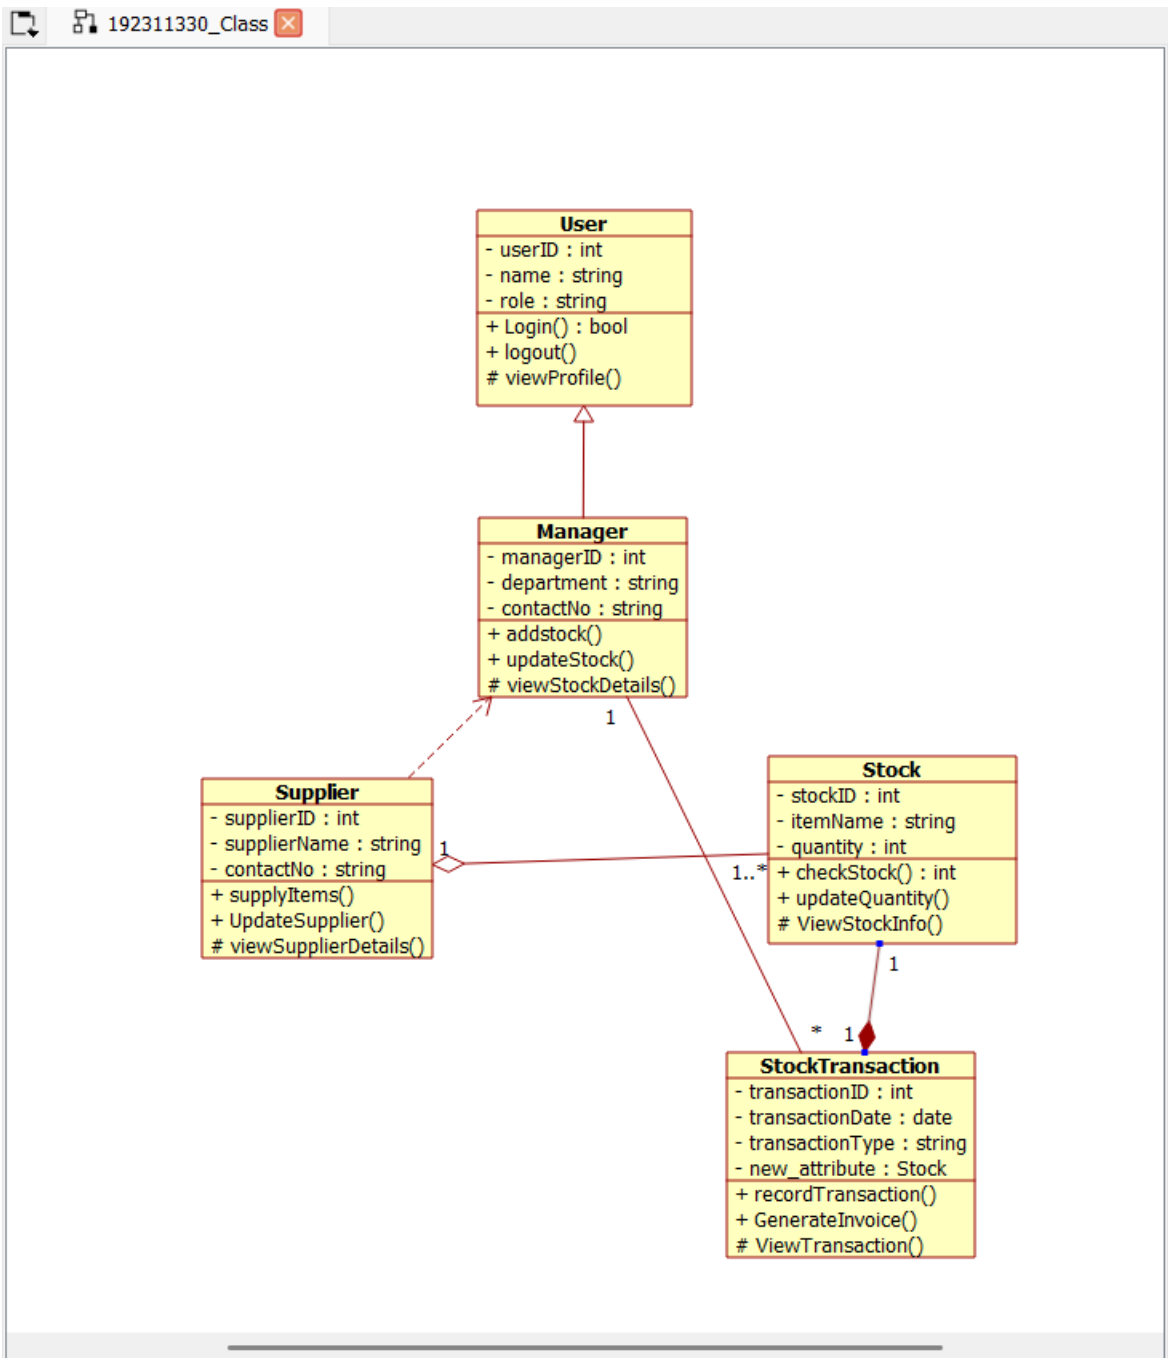 192311330_Class
User
- userID : int
- name : string
- role : string
+ Login() : bool
+ logout()
# viewProfile()
Manager
- managerID : int
- department : string
- contactNo : string
+ addstock()
+ updateStock()
# viewStockDetails()
1
Supplier
- supplierID : int
- supplierName : string
- contactNo : string
+ supplyItems()
+ UpdateSupplier()
# viewSupplierDetails()
1
1..*
Stock
- stockID : int
- itemName : string
- quantity : int
+ checkStock() : int
+ updateQuantity()
# ViewStockInfo()
1
* 1
StockTransaction
- transactionID : int
- transactionDate : date
- transactionType : string
- new_attribute : Stock
+ recordTransaction()
+ GenerateInvoice()
# ViewTransaction()